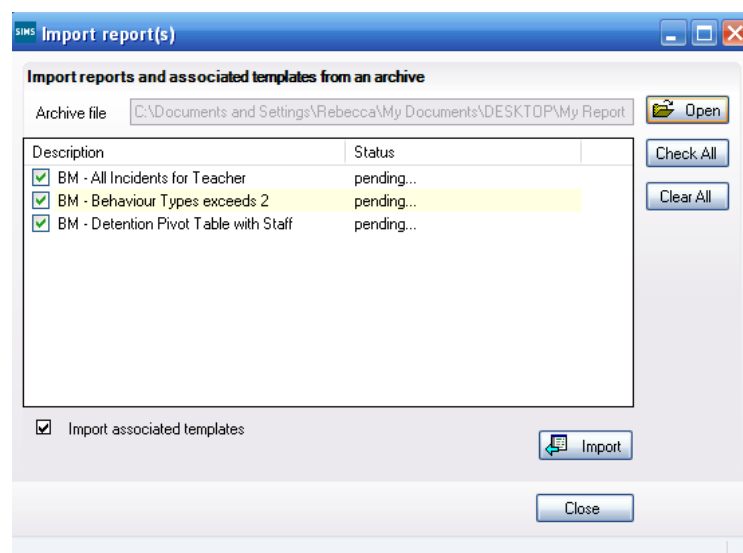 SIMS Import report(s)
Import reports and associated templates from an archive
Archive file C:\Documents and Settings\Rebecca\My Documents\DESKTOP\My Report Open
Description Status Check All
BM - All Incidents for Teacher pending...
BM - Behaviour Types exceeds 2 pending... Clear All
BM - Detention Pivot Table with Staff pending...
Import associated templates
Import
Close